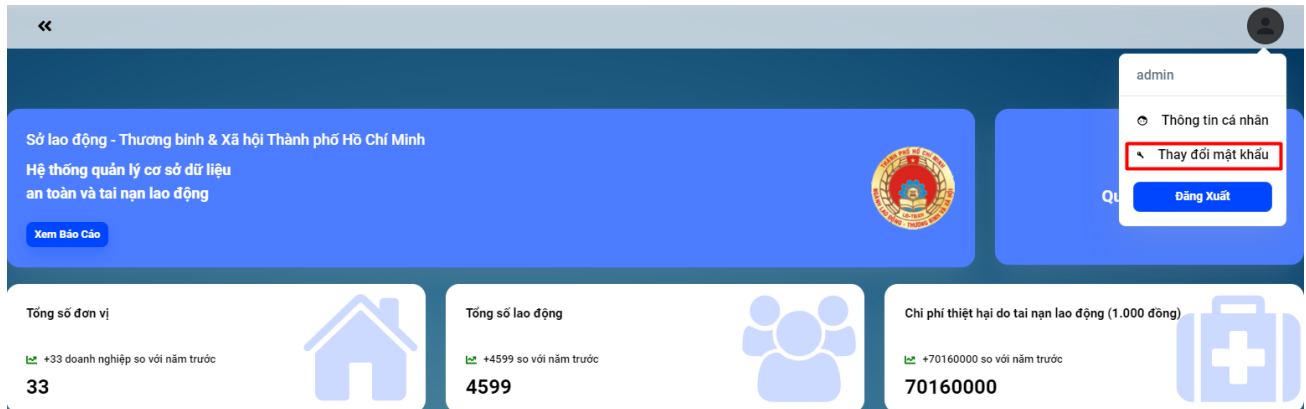 admin
Thông tin cá nhân
Thay đổi mật khẩu
Đăng Xuất
Sở lao động - Thương binh & Xã hội Thành phố Hồ Chí Minh
Hệ thống quản lý cơ sở dữ liệu
an toàn và tai nạn lao động
Xem Báo Cáo
Qu
Tổng số đơn vị
+33 doanh nghiệp so với năm trước
33
Tổng số lao động
+4599 so với năm trước
4599
Chi phí thiệt hại do tai nạn lao động (1.000 đồng)
+70160000 so với năm trước
70160000